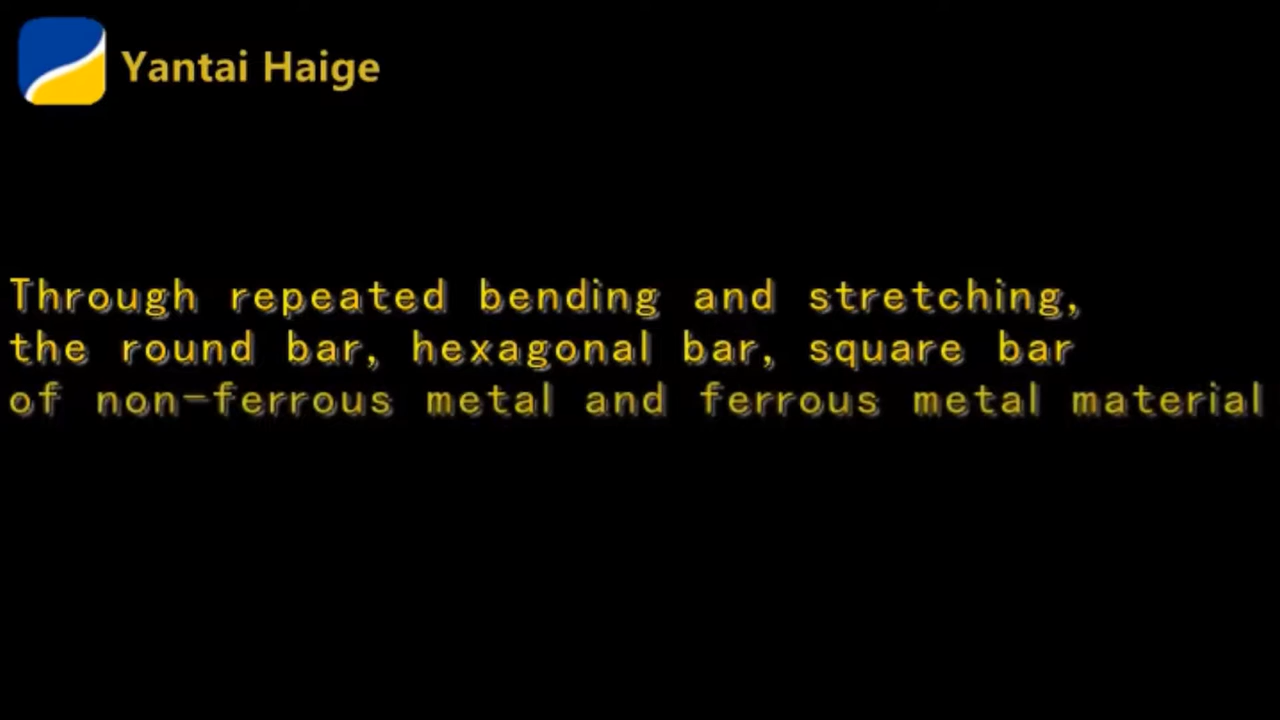 Yantai Haige
Through repeated bending and stretching,
the round bar, hexagonal bar, square bar
of non-ferrous metal and ferrous metal material